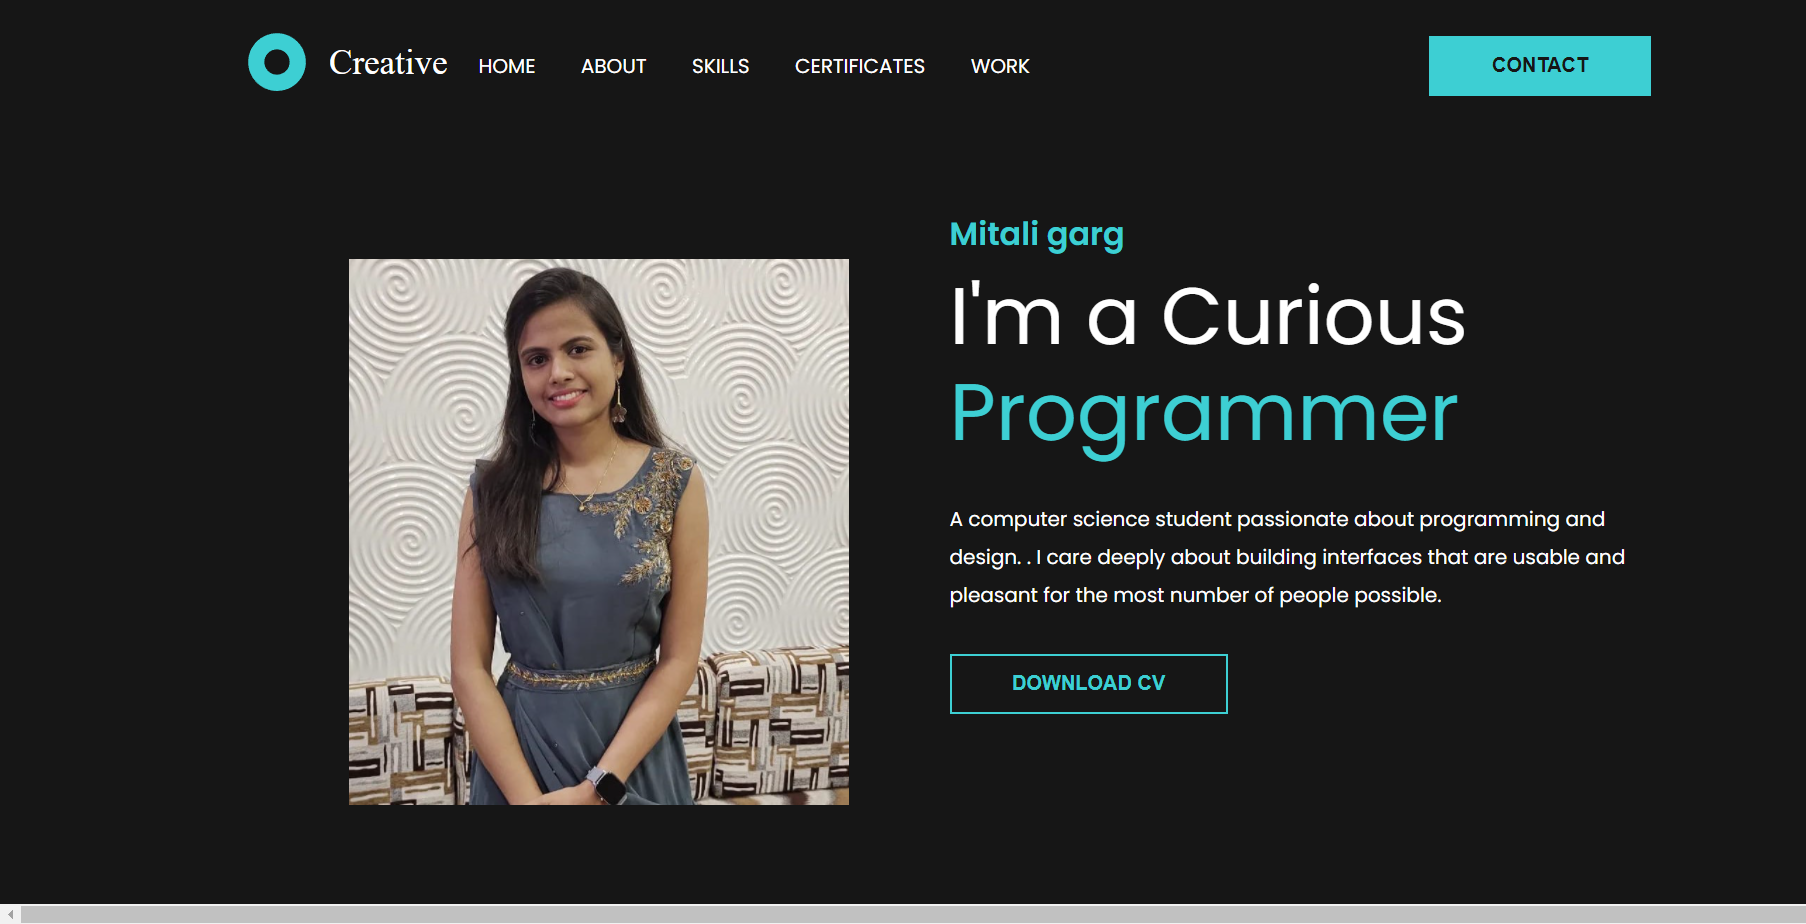 Creative HOME ABOUT SKILLS CERTIFICATES WORK CONTACT
Mitali garg
I'm a Curious
Programmer
A computer science student passionate about programming and
design. . I care deeply about building interfaces that are usable and
pleasant for the most number of people possible.
DOWNLOAD CV